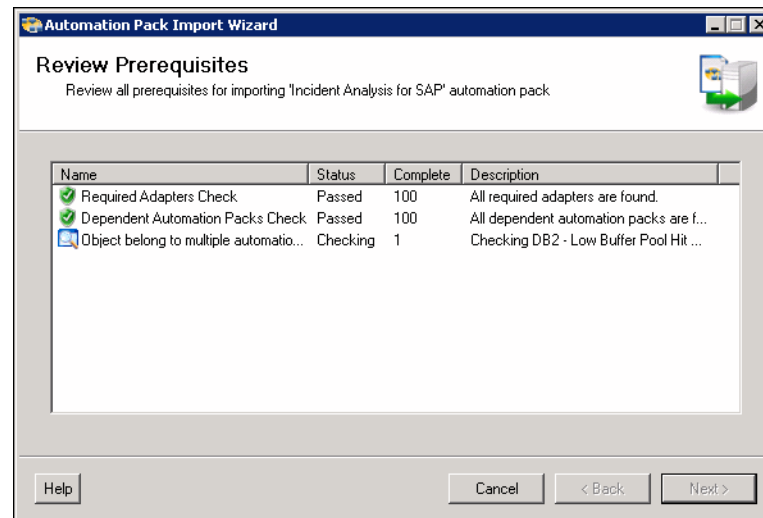 Automation Pack Import Wizard
Review Prerequisites
Review all prerequisites for importing 'Incident Analysis for SAP' automation pack
Name Status Complete Description
Required Adapters Check Passed 100 All required adapters are found.
Dependent Automation Packs Check Passed 100 All dependent automation packs are f...
Object belong to multiple automatio... Checking 1 Checking DB2 - Low Buffer Pool Hit ...
Help Cancel < Back Next >